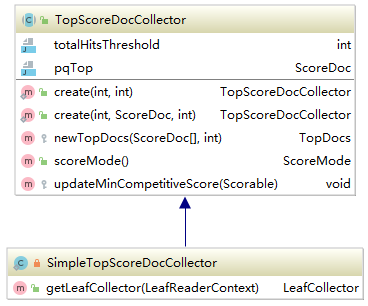 TopScoreDocCollector
totalHitsThreshold int
pqTop ScoreDoc
create(int, int) TopScoreDocCollector
create(int, ScoreDoc, int) TopScoreDocCollector
newTopDocs(ScoreDoc[], int) TopDocs
scoreMode() ScoreMode
updateMinCompetitiveScore(Scorable) void
SimpleTopScoreDocCollector
getLeafCollector(LeafReaderContext) LeafCollector